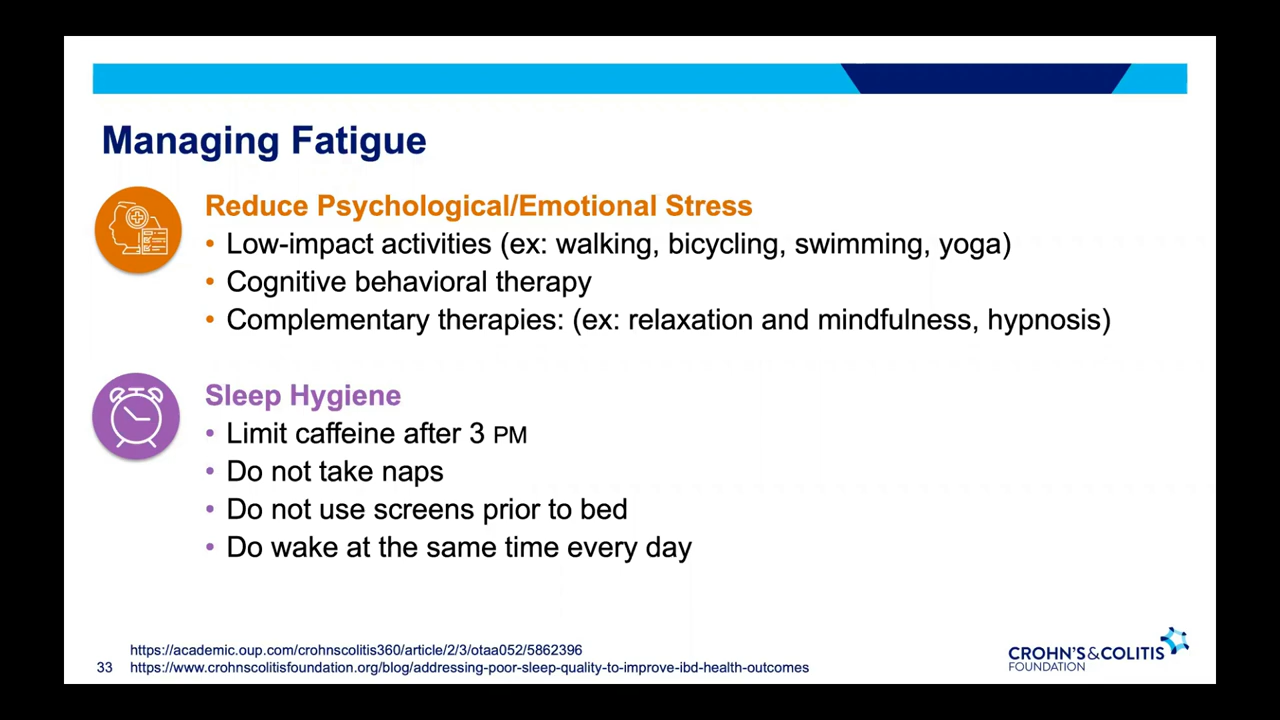 Managing Fatigue
Reduce Psychological/Emotional Stress
• Low-impact activities (ex: walking, bicycling, swimming, yoga)
• Cognitive behavioral therapy
• Complementary therapies: (ex: relaxation and mindfulness, hypnosis)
Sleep Hygiene
• Limit caffeine after 3 PM
• Do not take naps
• Do not use screens prior to bed
• Do wake at the same time every day
https://academic.oup.com/crohnscolitis360/article/2/3/otaa052/5862396
33 https://www.crohnscolitisfoundation.org/blog/addressing-poor-sleep-quality-to-improve-ibd-health-outcomes
CROHN'S&COLITIS
FOUNDATION